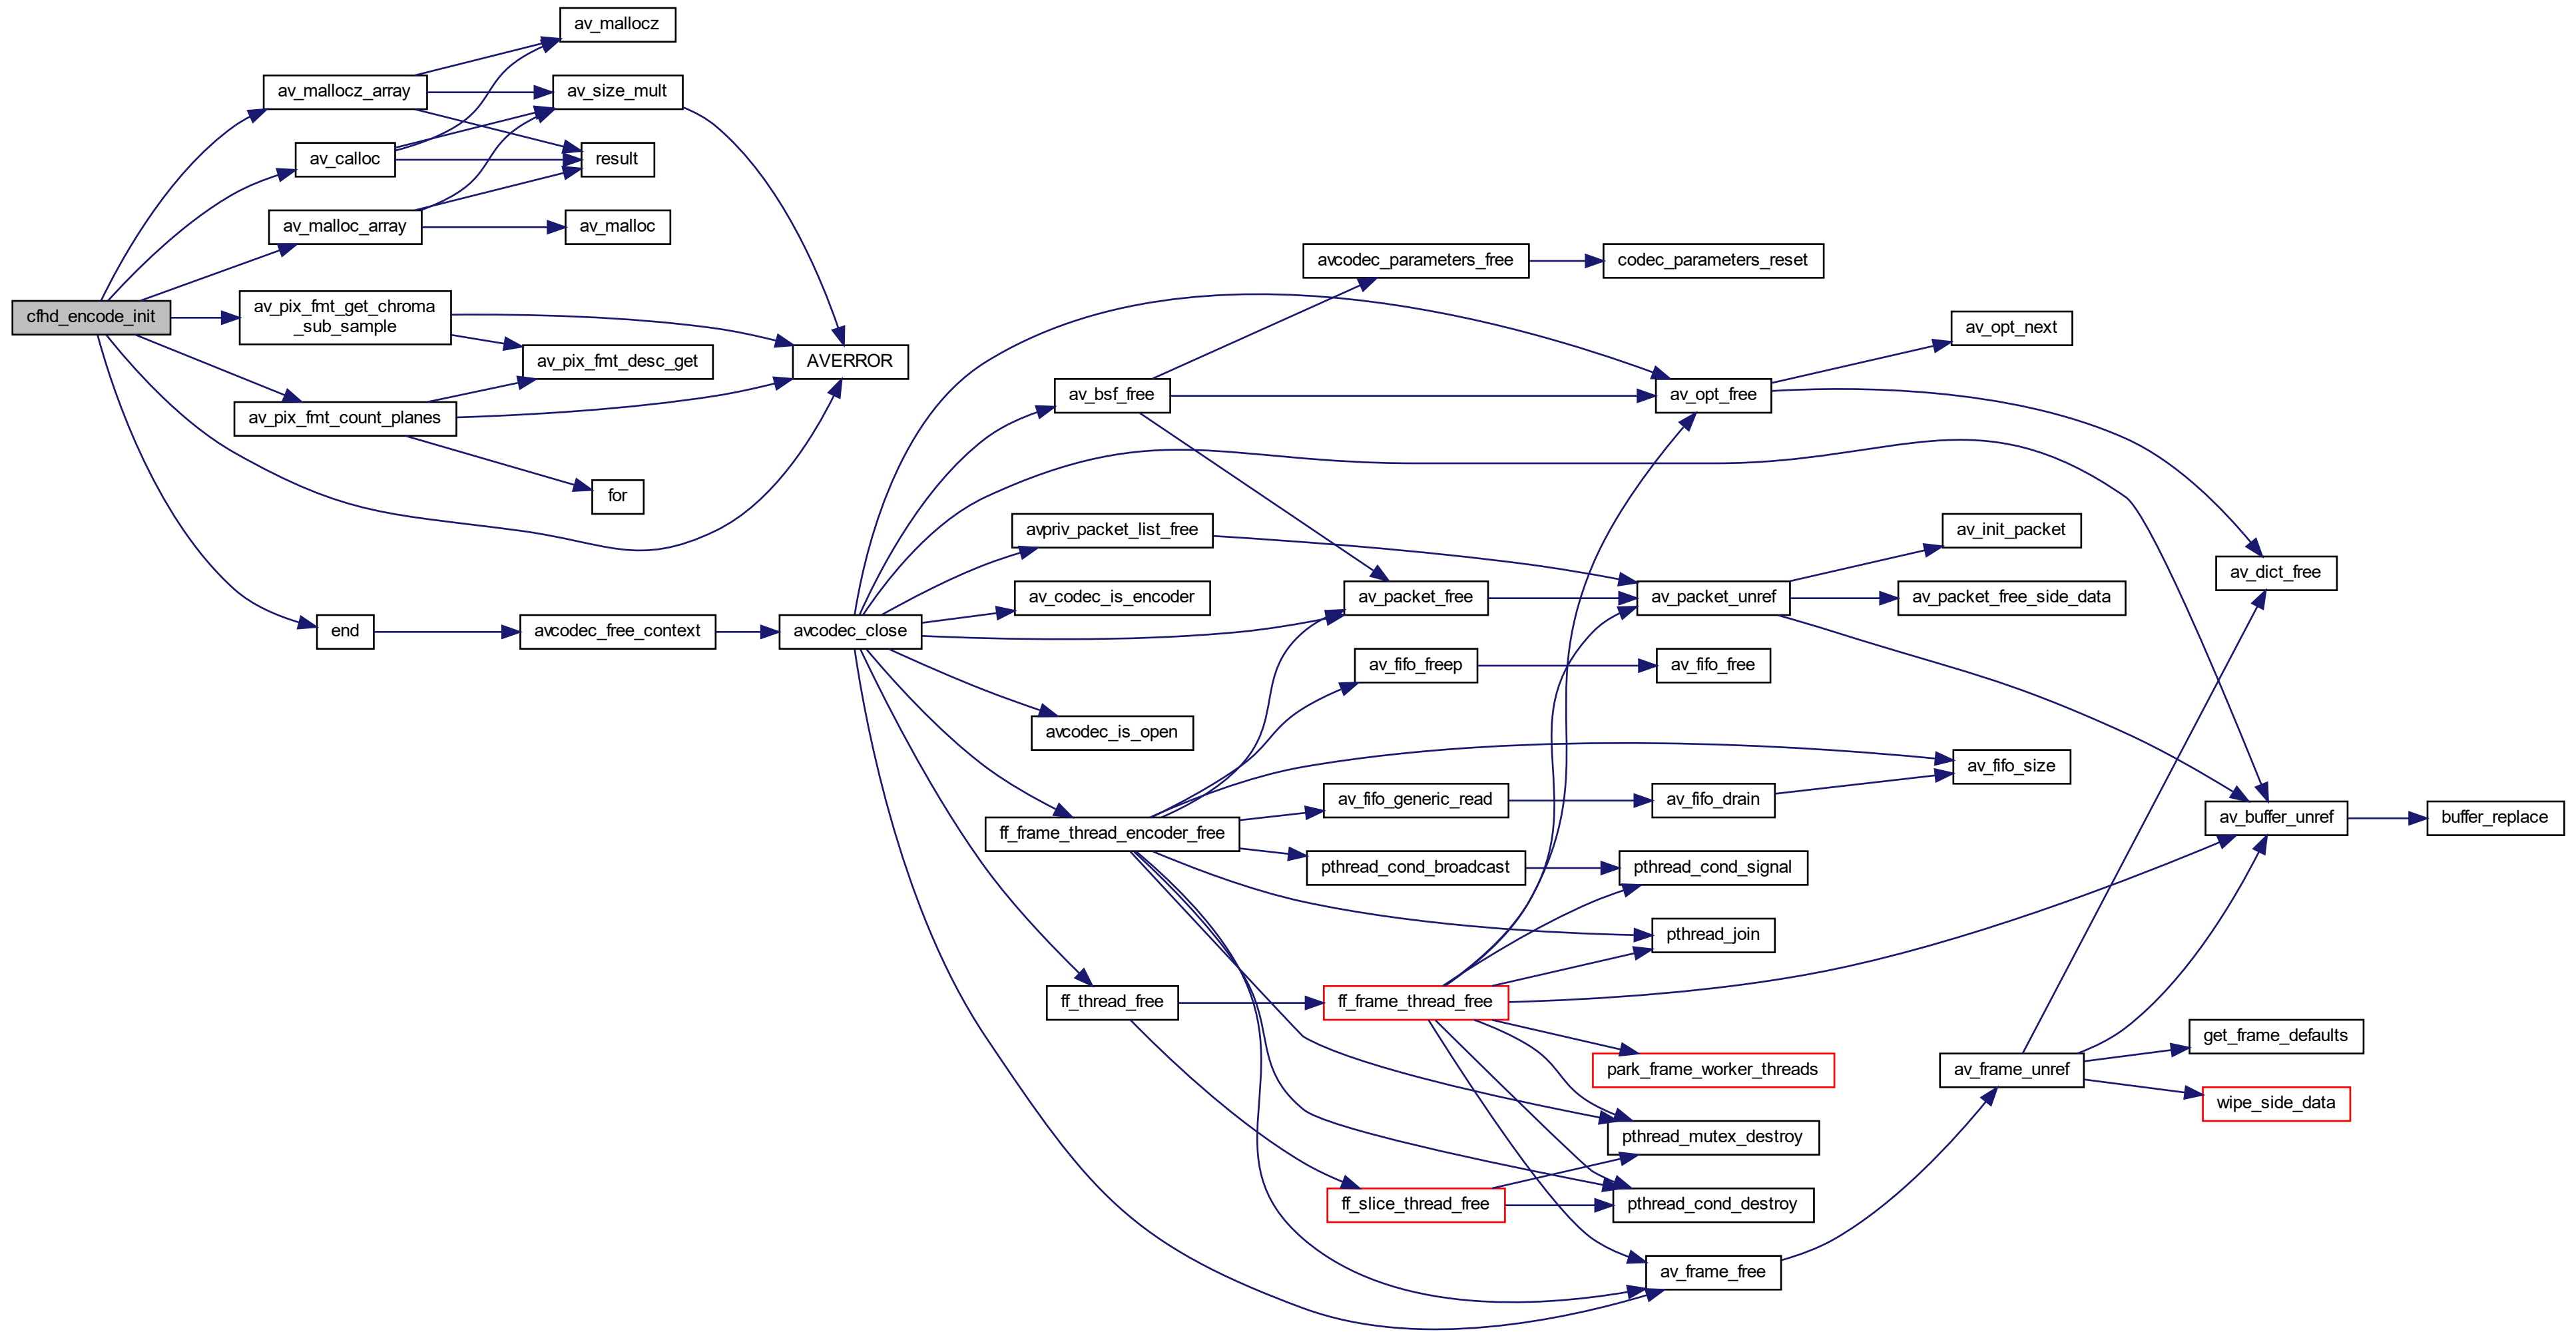 av_mallocz
av_mallocz_array
av_size_mult
av_calloc
result
av_malloc_array
av_malloc
cfhd_encode_init
av_pix_fmt_get_chroma
_sub_sample
av_pix_fmt_desc_get
AVERROR
av_pix_fmt_count_planes
for
end
avcodec_free_context
avcodec_close
avcodec_parameters_free
codec_parameters_reset
av_bsf_free
av_opt_free
av_opt_next
avpriv_packet_list_free
av_init_packet
av_dict_free
av_codec_is_encoder
av_packet_free
av_packet_unref
av_packet_free_side_data
av_fifo_freep
av_fifo_free
avcodec_is_open
av_fifo_size
ff_frame_thread_encoder_free
av_fifo_generic_read
av_fifo_drain
av_buffer_unref
buffer_replace
pthread_cond_broadcast
pthread_cond_signal
pthread_join
ff_thread_free
ff_frame_thread_free
get_frame_defaults
park_frame_worker_threads
av_frame_unref
wipe_side_data
pthread_mutex_destroy
ff_slice_thread_free
pthread_cond_destroy
av_frame_free